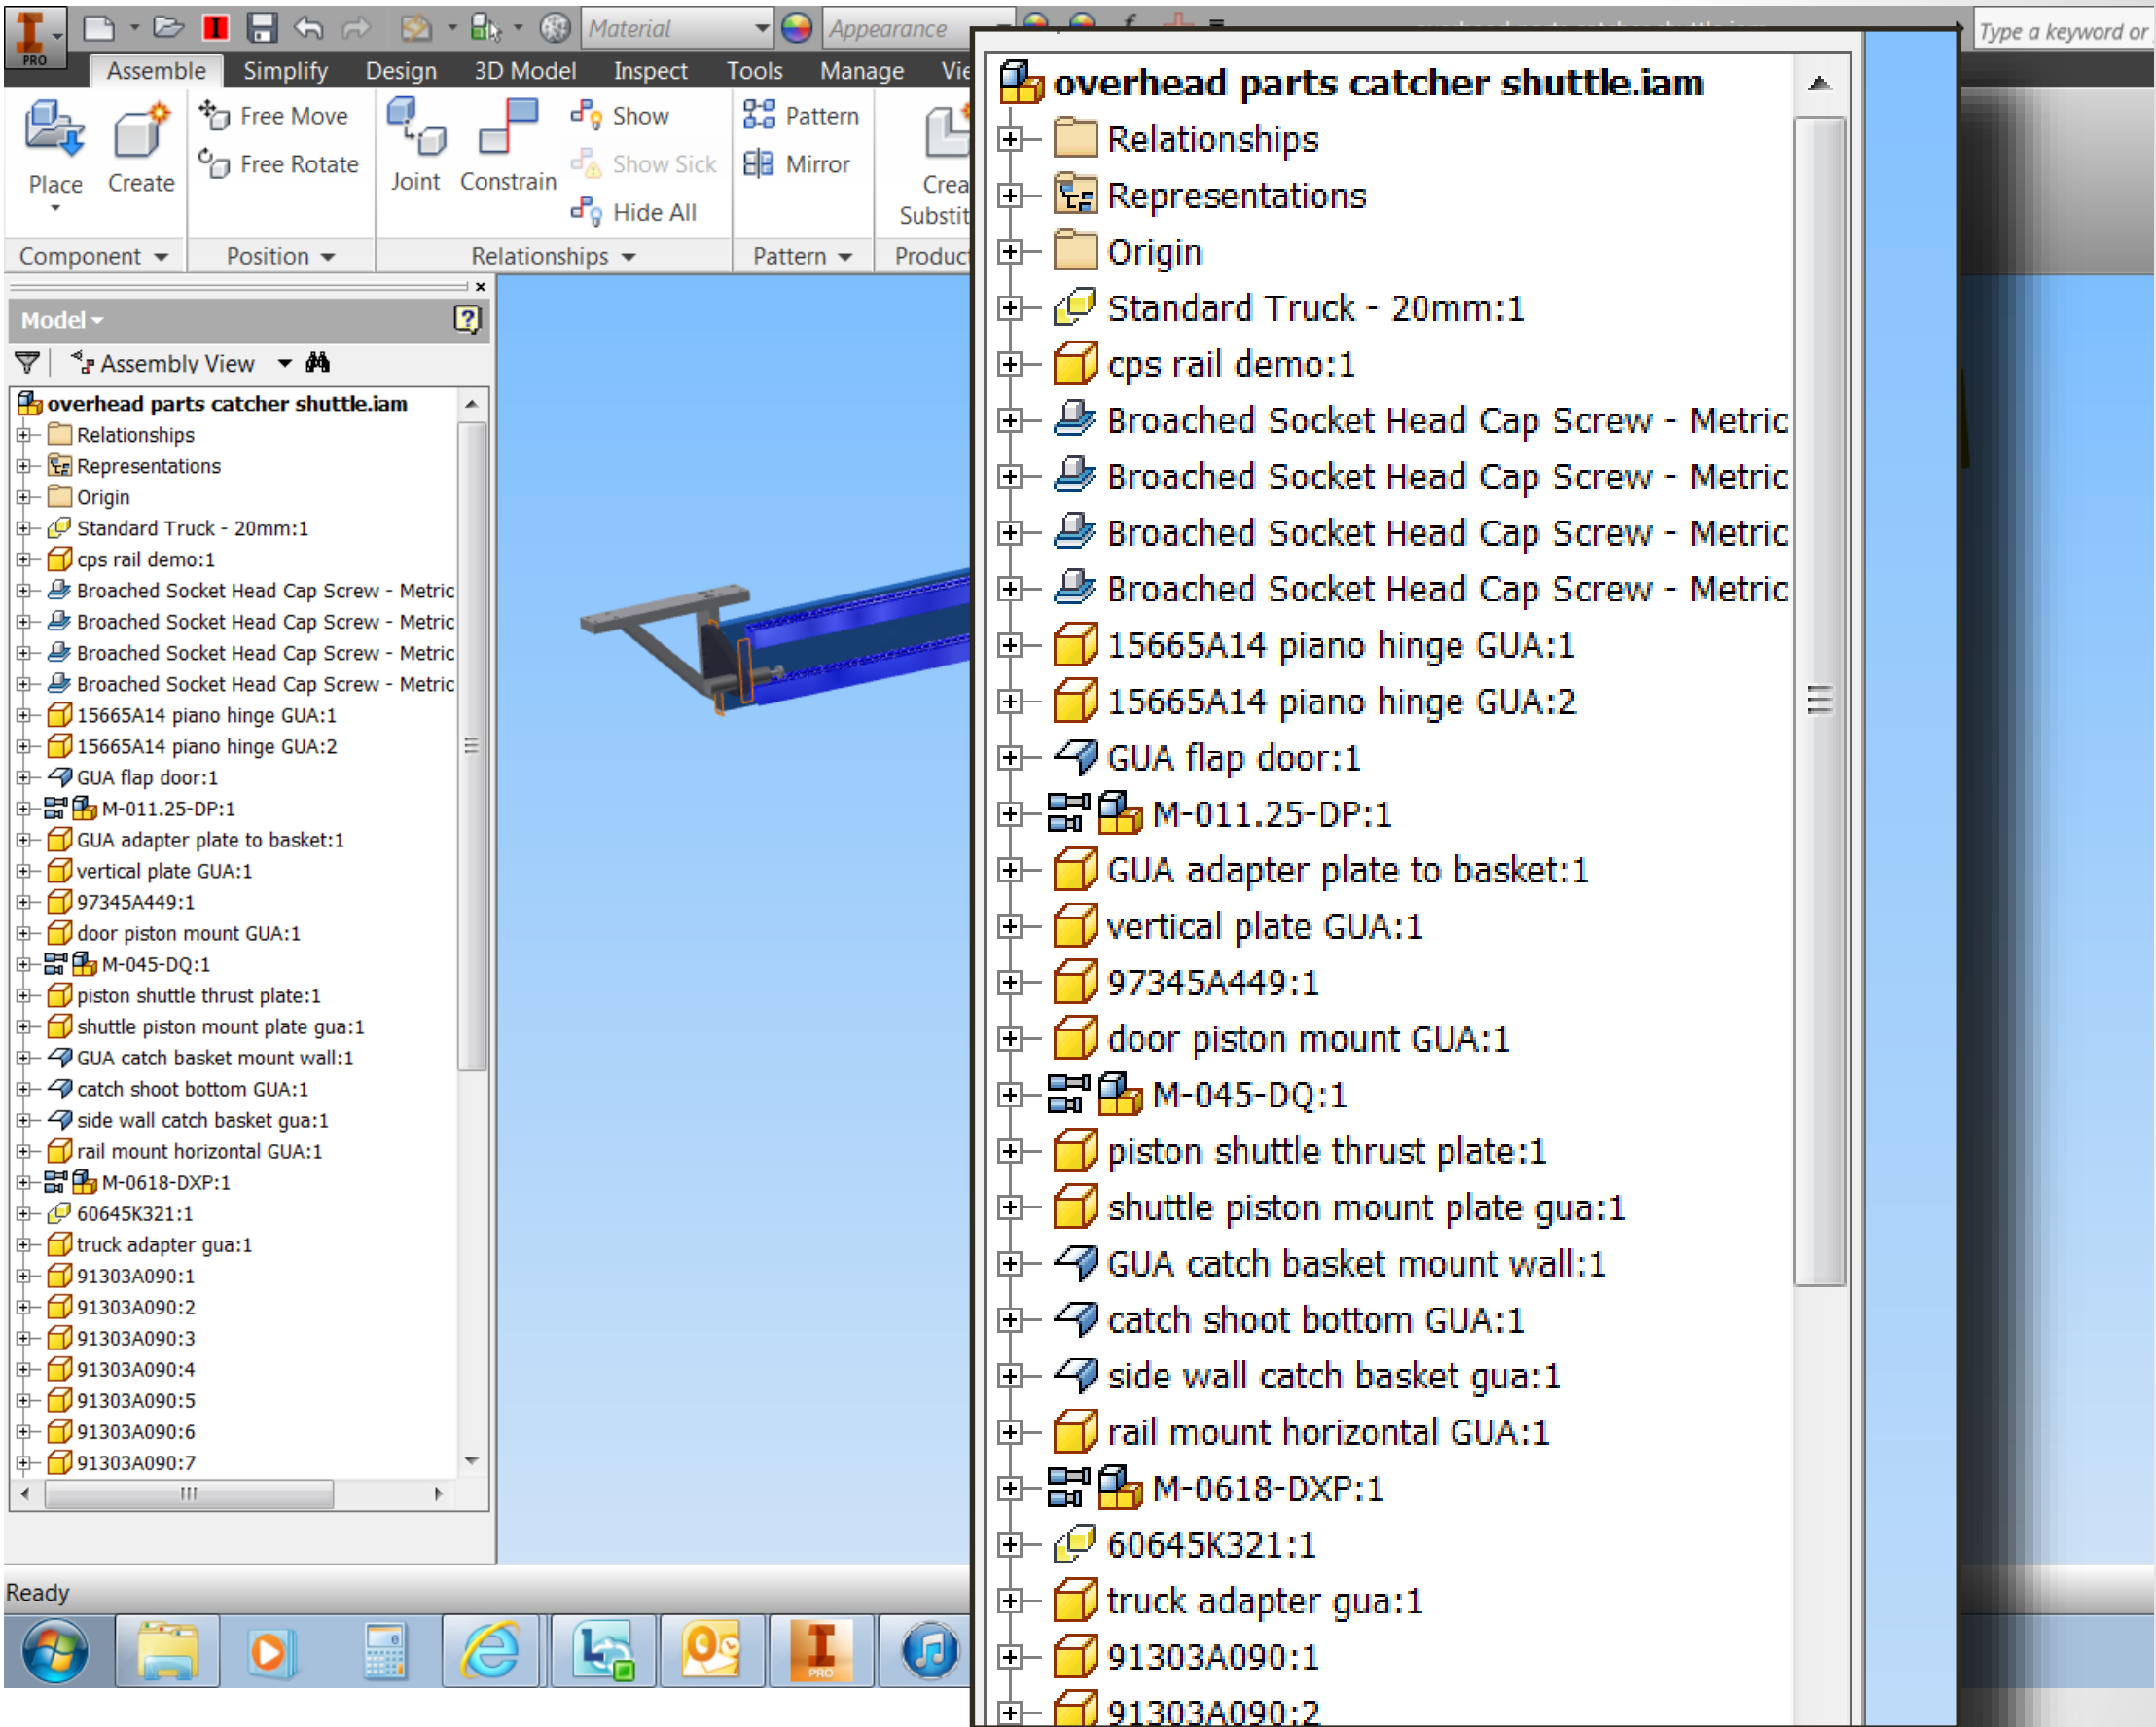 Material
Appearance
Type a keyword or
PRO
Assemble Simplify Design 3D Model Inspect Tools Manage Vie
Place
Create
Free Move
Free Rotate
Joint
Constrain
Show
Show Sick
Hide All
Pattern
Mirror
Crea
Substit
Component Position Relationships Pattern Product
Model
Assembly View
overhead parts catcher shuttle.iam
Relationships
Representations
Origin
Standard Truck - 20mm:1
cps rail demo:1
Broached Socket Head Cap Screw - Metric
Broached Socket Head Cap Screw - Metric
Broached Socket Head Cap Screw - Metric
Broached Socket Head Cap Screw - Metric
15665A14 piano hinge GUA:1
15665A14 piano hinge GUA:2
GUA flap door:1
M-011.25-DP:1
GUA adapter plate to basket:1
vertical plate GUA:1
97345A449:1
door piston mount GUA:1
M-045-DQ:1
piston shuttle thrust plate:1
shuttle piston mount plate gua:1
GUA catch basket mount wall:1
catch shoot bottom GUA:1
side wall catch basket gua:1
rail mount horizontal GUA:1
M-0618-DXP:1
60645K321:1
truck adapter gua:1
91303A090:1
91303A090:2
91303A090:3
91303A090:4
91303A090:5
91303A090:6
91303A090:7
Ready
PRO
overhead parts catcher shuttle.iam
Relationships
Representations
Origin
Standard Truck - 20mm:1
cps rail demo:1
Broached Socket Head Cap Screw - Metric
Broached Socket Head Cap Screw - Metric
Broached Socket Head Cap Screw - Metric
Broached Socket Head Cap Screw - Metric
15665A14 piano hinge GUA:1
15665A14 piano hinge GUA:2
GUA flap door:1
M-011.25-DP:1
GUA adapter plate to basket:1
vertical plate GUA:1
97345A449:1
door piston mount GUA:1
M-045-DQ:1
piston shuttle thrust plate:1
shuttle piston mount plate gua:1
GUA catch basket mount wall:1
catch shoot bottom GUA:1
side wall catch basket gua:1
rail mount horizontal GUA:1
M-0618-DXP:1
60645K321:1
truck adapter gua:1
91303A090:1
91303A090:2